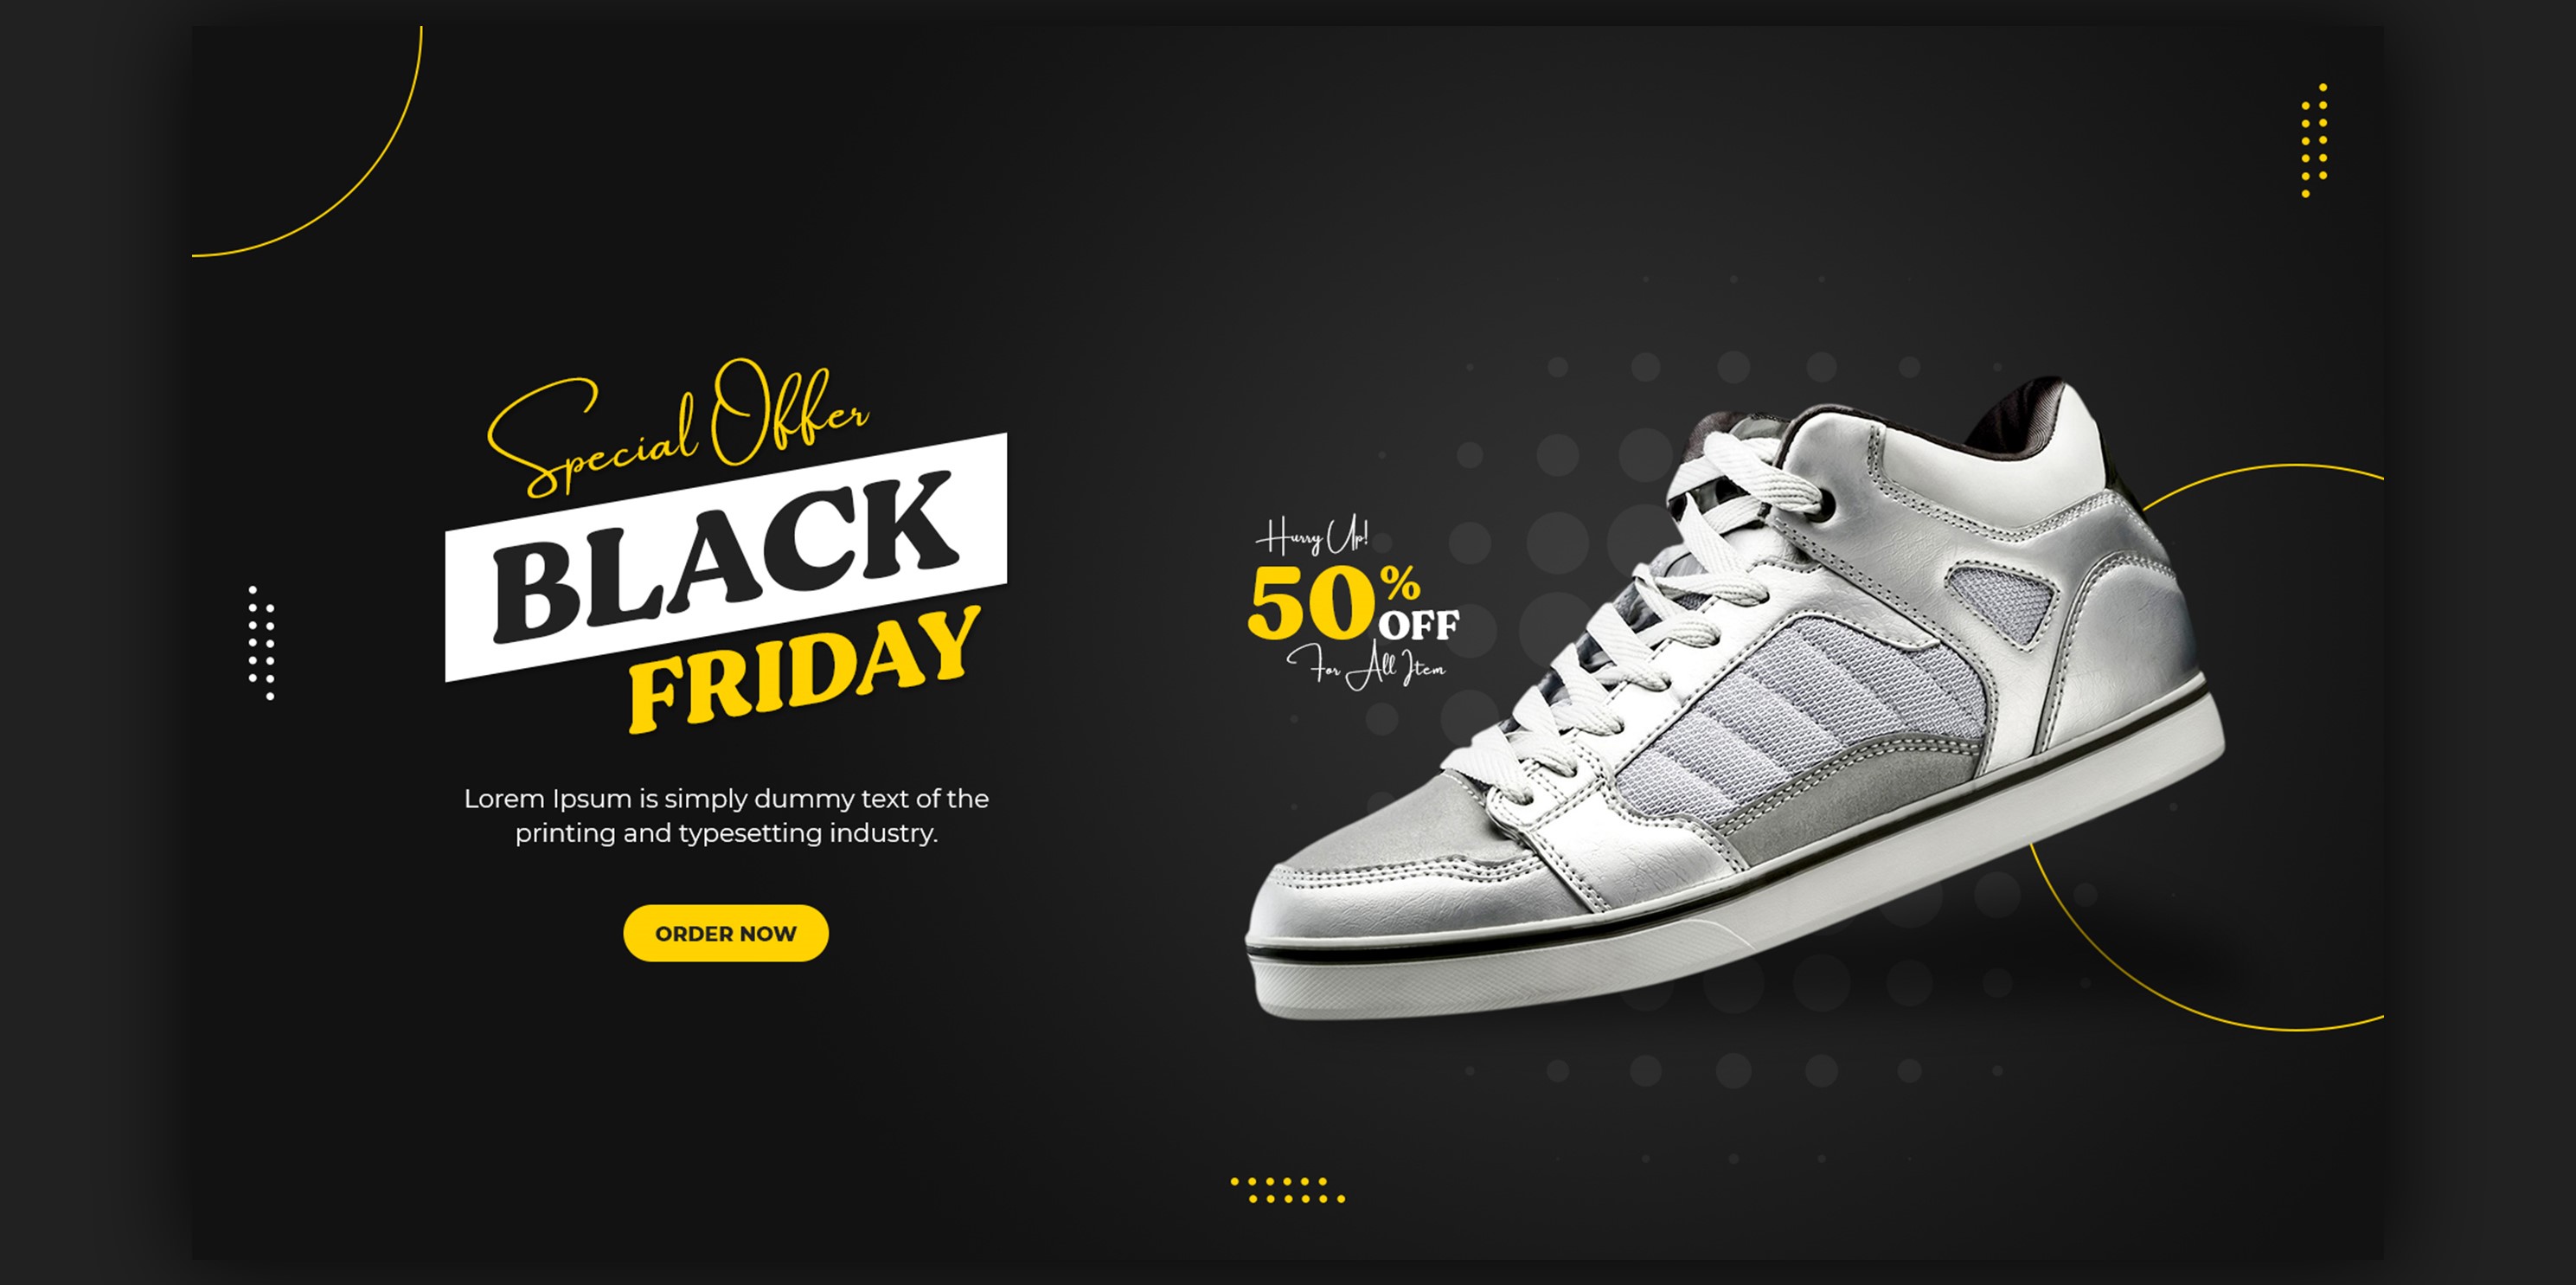 Special Offer
BLACK
FRIDAY
Lorem Ipsum is simply dummy text of the
printing and typesetting industry.
ORDER NOW
Hurry Up!
50%
OFF
For All Item